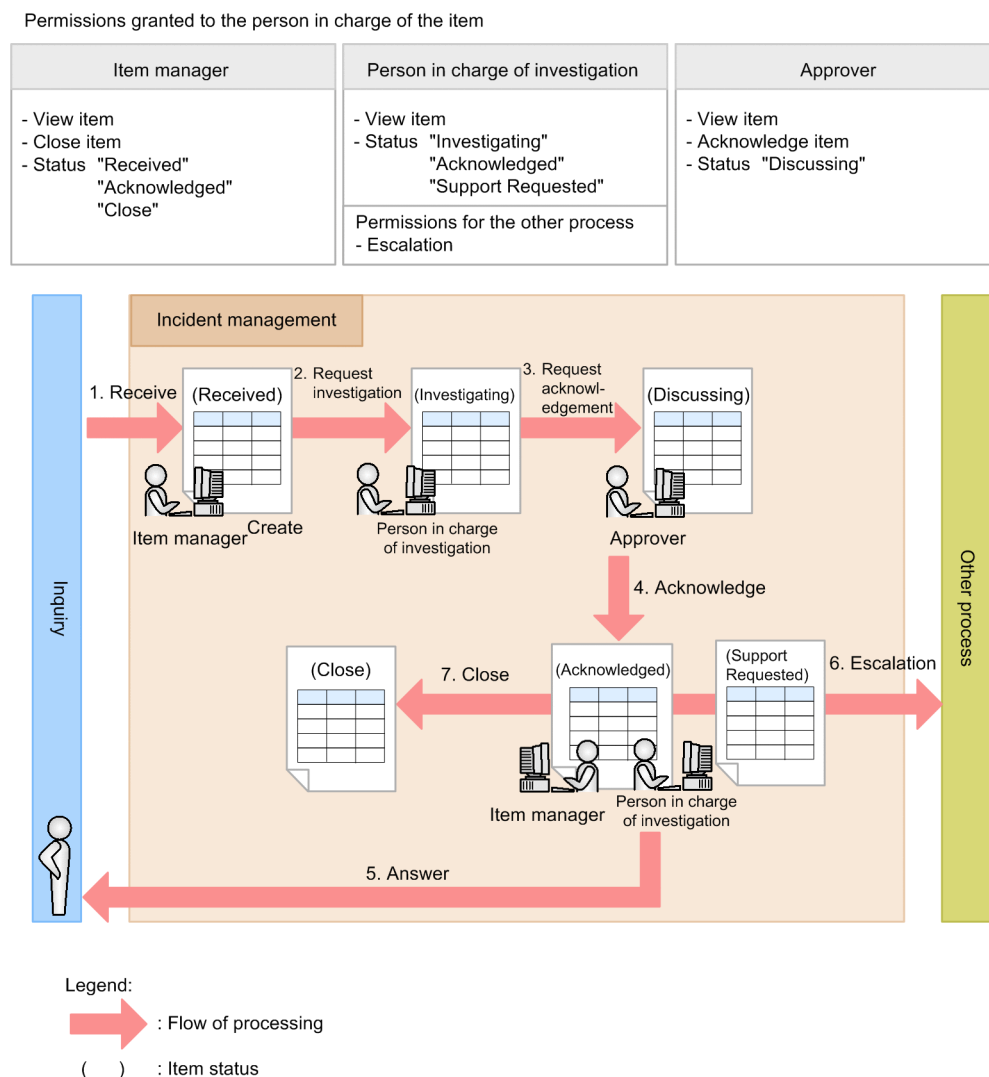 Permissions granted to the person in charge of the item
Item manager
- View item
- Close item
- Status "Received"
"Acknowledged"
"Close"
Person in charge of investigation
- View item
- Status "Investigating"
"Acknowledged"
"Support Requested"
Permissions for the other process
- Escalation
Approver
- View item
- Acknowledge item
- Status "Discussing"
Inquiry
Incident management
1. Receive
(Received)
Item manager
Create
2. Request
investigation
(Investigating)
Person in charge
of investigation
3. Request
acknowl-
edgement
(Discussing)
Approver
4. Acknowledge
(Acknowledged)
Item manager
Person in charge
of investigation
5. Answer
(Support
Requested)
6. Escalation
Other process
7. Close
(Close)
Legend:
: Flow of processing
( ) : Item status